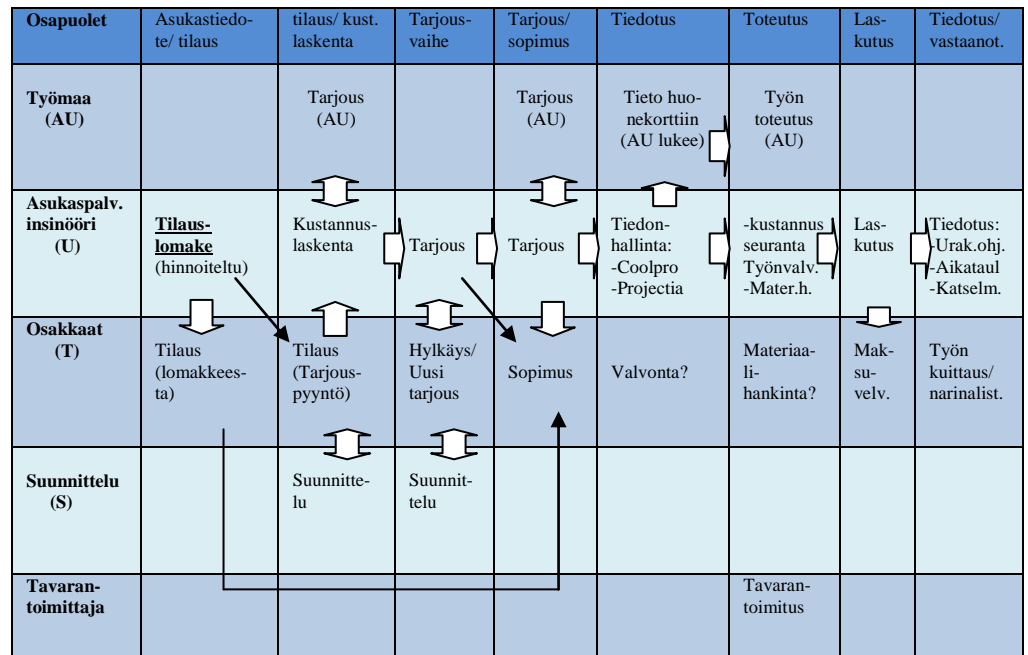 Osapuolet
Asukastiedo-
te/ tilaus
tilaus/ kust.
laskenta
Tarjous-
vaihe
Tarjous/
sopimus
Tiedotus
Toteutus
Las-
kutus
Tiedotus/
vastaanot.
Työmaa
(AU)
Tarjous
(AU)
Tarjous
(AU)
Tieto huo-
nekorttiin
(AU lukee)
Työn
toteutus
(AU)
Asukaspalv.
insinööri
(U)
Tilaus-
lomake
(hinnoiteltu)
Kustannus-
laskenta
Tarjous
Tarjous
Tiedon-
hallinta:
-Coolpro
-Projectia
-kustannus
seuranta
Työnvalv.
-Mater.h.
Las-
kutus
Tiedotus:
-Urak.ohj.
-Aikataul
-Katselm.
Osakkaat
(T)
Tilaus
(lomakkees-
ta)
Tilaus
(Tarjous-
pyyntö)
Hylkäys/
Uusi
tarjous
Sopimus
Valvonta?
Materiaa-
li-
hankinta?
Mak-
su-
velv.
Työn
kuittaus/
narinalist.
Suunnittelu
(S)
Suunnitte-
lu
Suunnit-
telu
Tavaran-
toimittaja
Tavaran-
toimitus